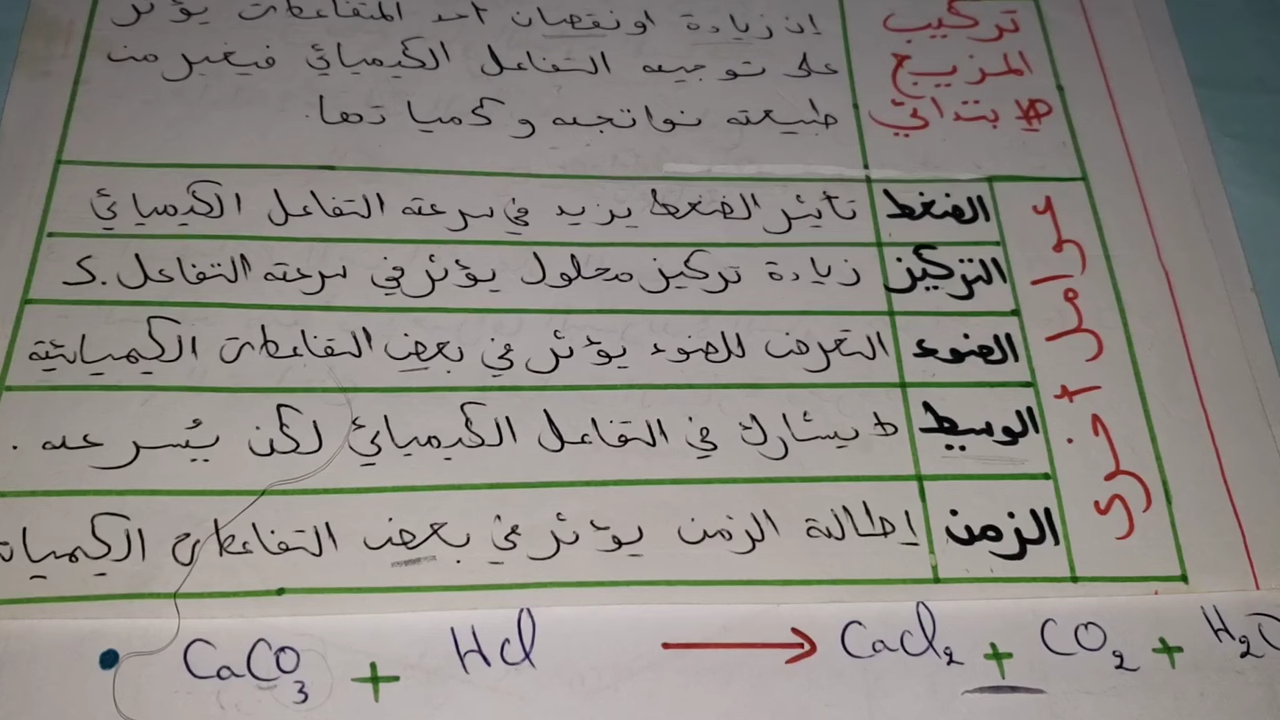 تركيب
المزيج
الابتدائي
إن زيادة أو نقصان أحد المتفاعلات يؤثر
على توجيه التفاعل الكيميائي فيغير من
طبيعة نواتجه وكمياتها.
عوامل أخرى
الضغط تأثير الضغط يزيد في سرعة التفاعل الكيميائي
التركيز زيادة تركيز محلول يؤثر في سرعة التفاعل .ك
الضوء التعرض للضوء يؤثر في بعض التفاعلات الكيميائية
الوسيط لا يشارك في التفاعل الكيميائي لكن يُسرعه .
الزمن إطالة الزمن يؤثر في بعض التفاعلات
CaCO₃ + HCl → CaCl₂ + CO₂ + H₂O